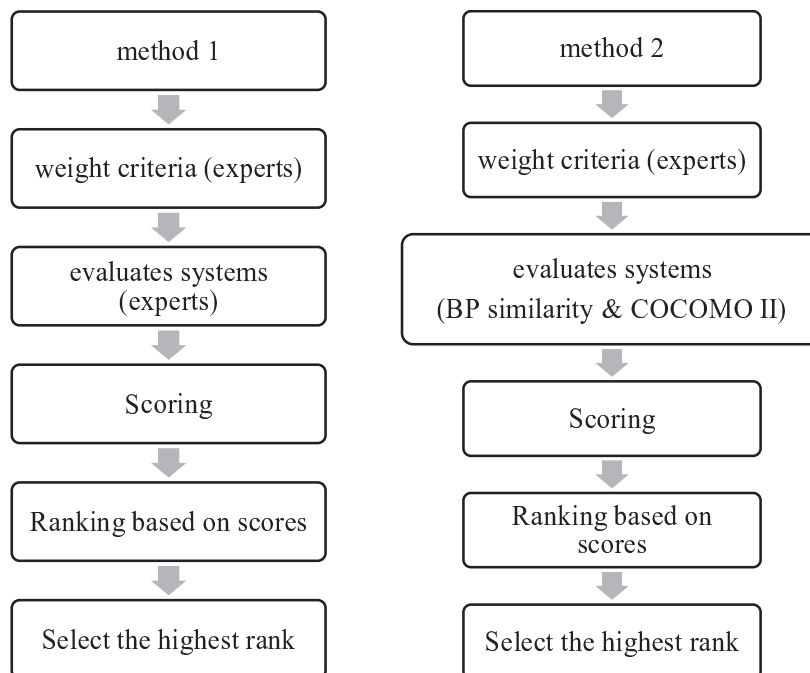 method 1
weight criteria (experts)
evaluates systems
(experts)
Scoring
Ranking based on scores
Select the highest rank
method 2
weight criteria (experts)
evaluates systems
(BP similarity & COCOMO II)
Scoring
Ranking based on
scores
Select the highest rank